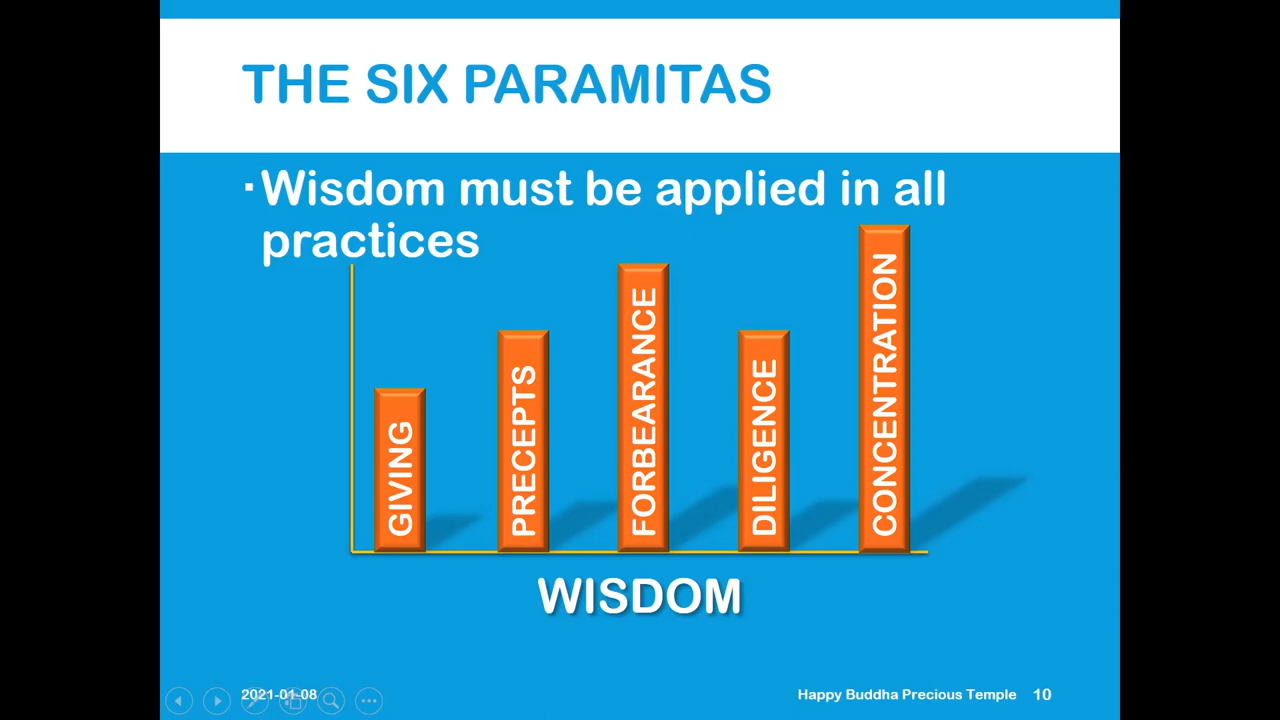 THE SIX PARAMITAS
· Wisdom must be applied in all
practices
GIVING
PRECEPTS
FORBEARANCE
DILIGENCE
CONCENTRATION
WISDOM
2021-01-08
Happy Buddha Precious Temple 10